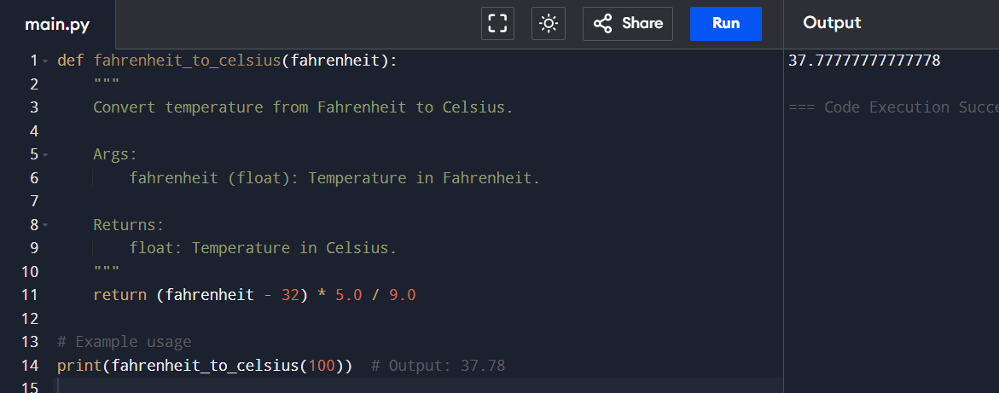 main.py Share Run Output
1 def fahrenheit_to_celsius(fahrenheit): 37.77777777777778
2 """
3 Convert temperature from Fahrenheit to Celsius. === Code Execution Succe
4
5 Args:
6 fahrenheit (float): Temperature in Fahrenheit.
7
8 Returns:
9 float: Temperature in Celsius.
10 """
11 return (fahrenheit - 32) * 5.0 / 9.0
12
13 # Example usage
14 print(fahrenheit_to_celsius(100)) # Output: 37.78
15